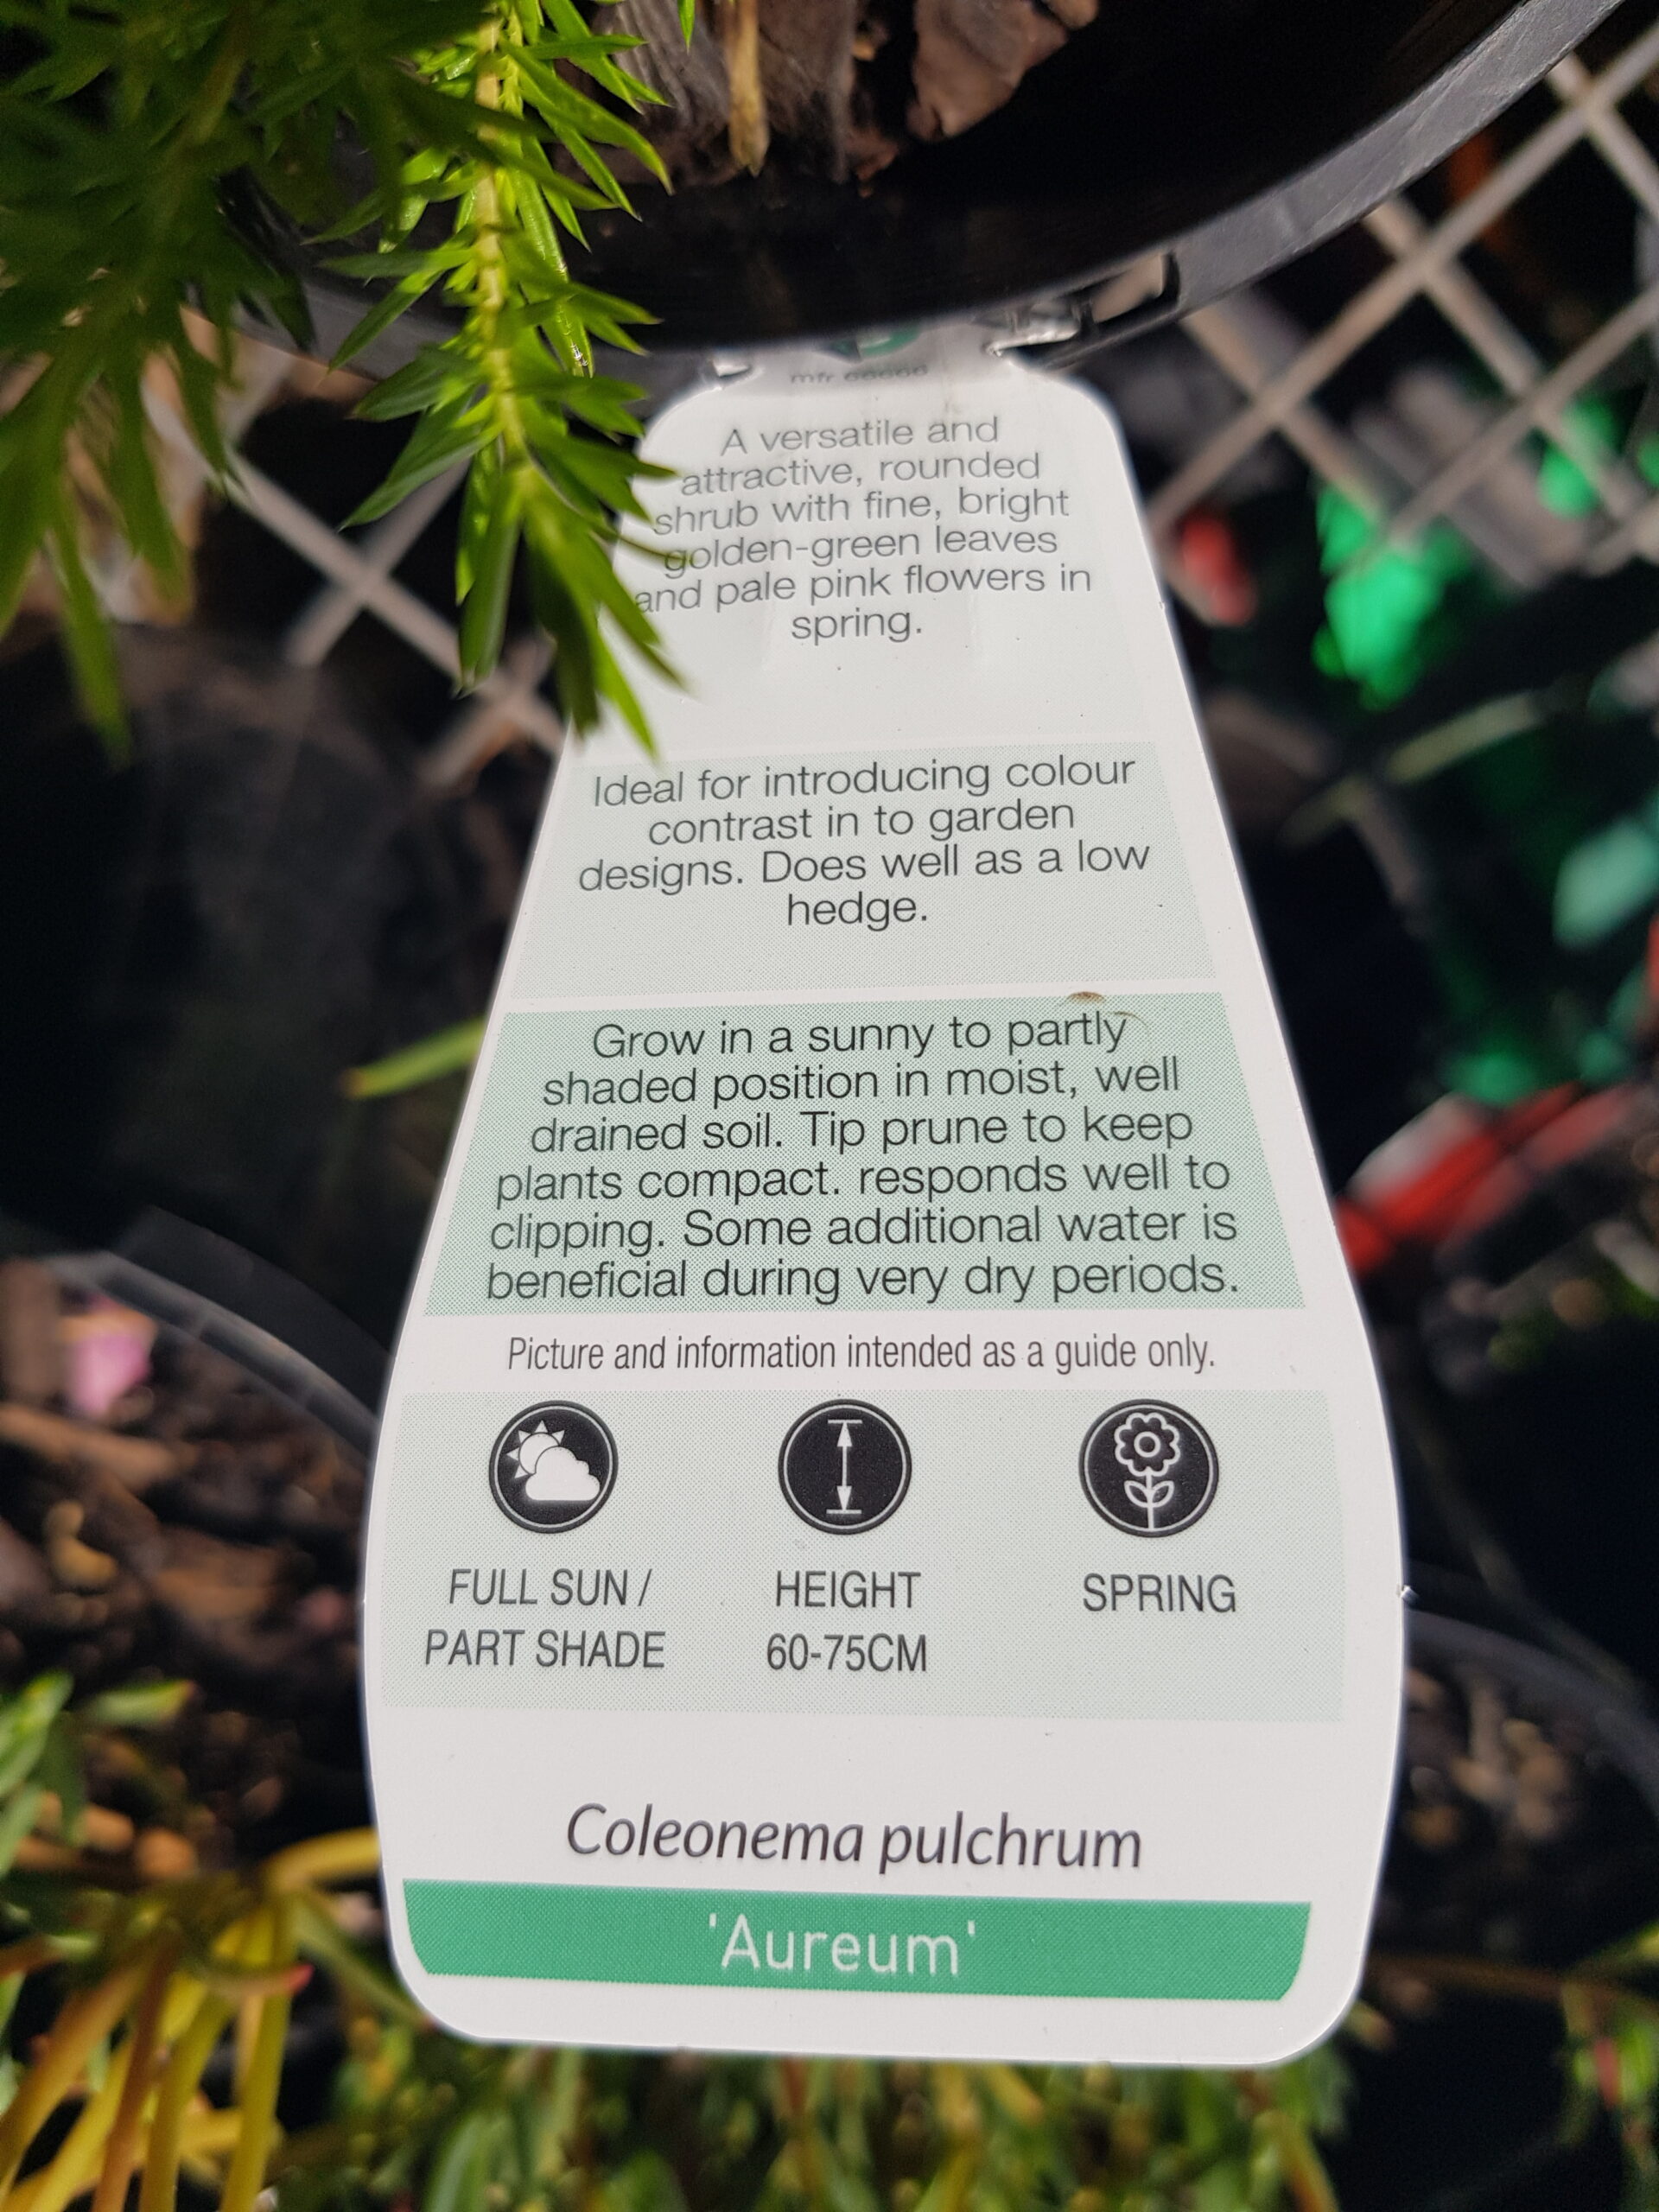 A versatile and
attractive, rounded
shrub with fine, bright
golden-green leaves
and pale pink flowers in
spring.
Ideal for introducing colour
contrast in to garden
designs. Does well as a low
hedge.
Grow in a sunny to partly
shaded position in moist, well
drained soil. Tip prune to keep
plants compact. responds well to
clipping. Some additional water is
beneficial during very dry periods.
Picture and information intended as a guide only.
FULL SUN /
PART SHADE
HEIGHT
60-75CM
SPRING
Coleonema pulchrum
'Aureum'